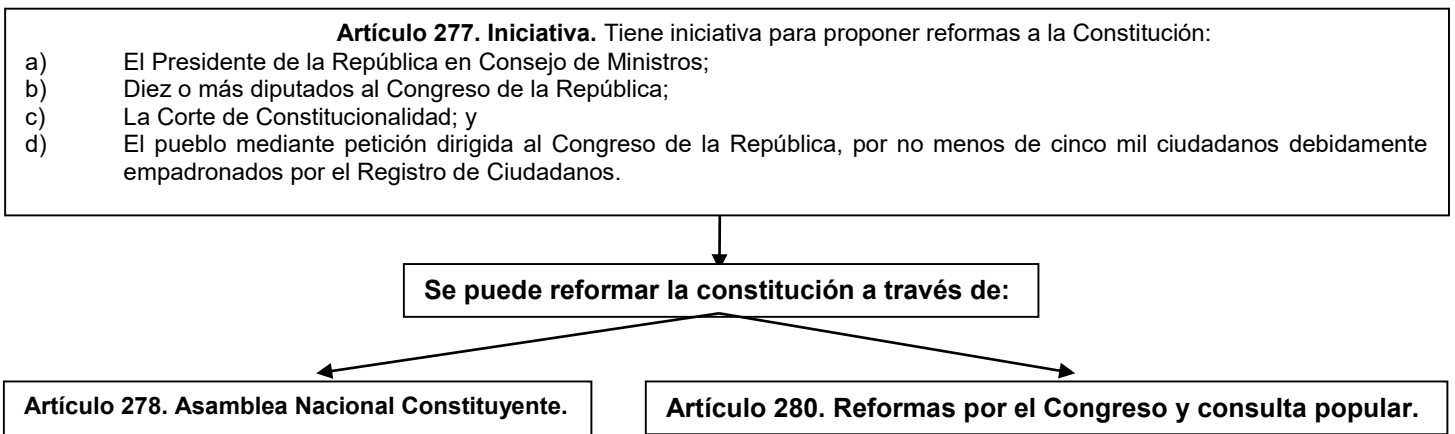 Artículo 277. Iniciativa. Tiene iniciativa para proponer reformas a la Constitución:
a) El Presidente de la República en Consejo de Ministros;
b) Diez o más diputados al Congreso de la República;
c) La Corte de Constitucionalidad; y
d) El pueblo mediante petición dirigida al Congreso de la República, por no menos de cinco mil ciudadanos debidamente
empadronados por el Registro de Ciudadanos.
Se puede reformar la constitución a través de:
Artículo 278. Asamblea Nacional Constituyente.
Artículo 280. Reformas por el Congreso y consulta popular.